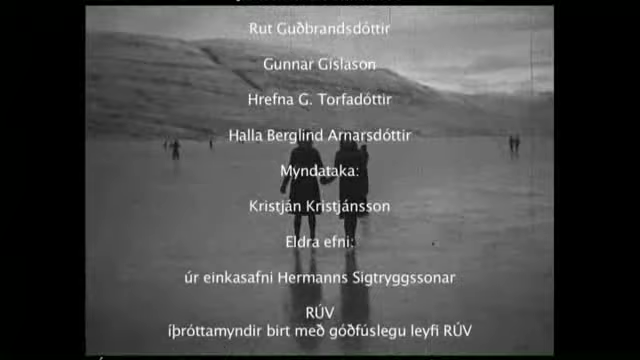 Rut Guðbrandsdóttir
Gunnar Gíslason
Hrefna G. Torfadóttir
Halla Berglind Arnarsdóttir
Myndataka:
Kristján Kristjánsson
Eldra efni:
úr einkasafni Hermanns Sigtryggssonar
RÚV
íþróttamyndir birt með góðfúslegu leyfi RÚV